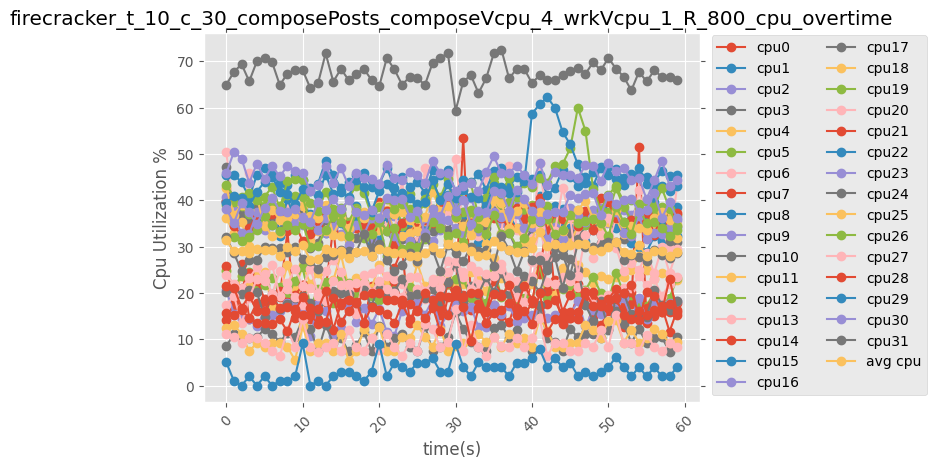 firecracker_t_10_c_30_composePosts_composeVcpu_4_wrkVcpu_1_R_800_cpu_overtime
Cpu Utilization %
70
60
50
40
30
20
10
0
0
10
20
30
40
50
60
time(s)
cpu0
cpu1
cpu2
cpu3
cpu4
cpu5
cpu6
cpu7
cpu8
cpu9
cpu10
cpu11
cpu12
cpu13
cpu14
cpu15
cpu16
cpu17
cpu18
cpu19
cpu20
cpu21
cpu22
cpu23
cpu24
cpu25
cpu26
cpu27
cpu28
cpu29
cpu30
cpu31
avg cpu